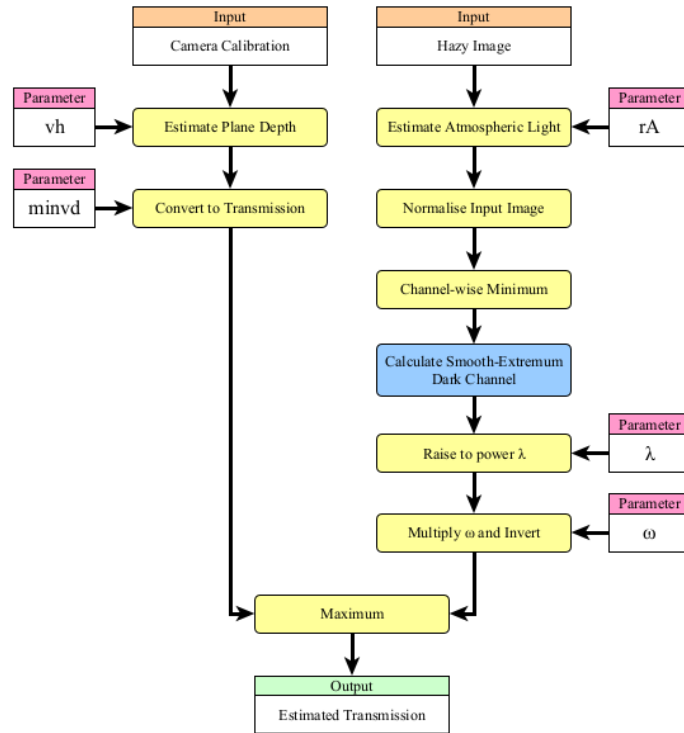 Input
Camera Calibration
Input
Hazy Image
Parameter
vh
Estimate Plane Depth
Estimate Atmospheric Light
Parameter
rA
Parameter
minvd
Convert to Transmission
Normalise Input Image
Channel-wise Minimum
Calculate Smooth-Extremum
Dark Channel
Raise to power λ
Parameter
λ
Multiply ω and Invert
Parameter
ω
Maximum
Output
Estimated Transmission